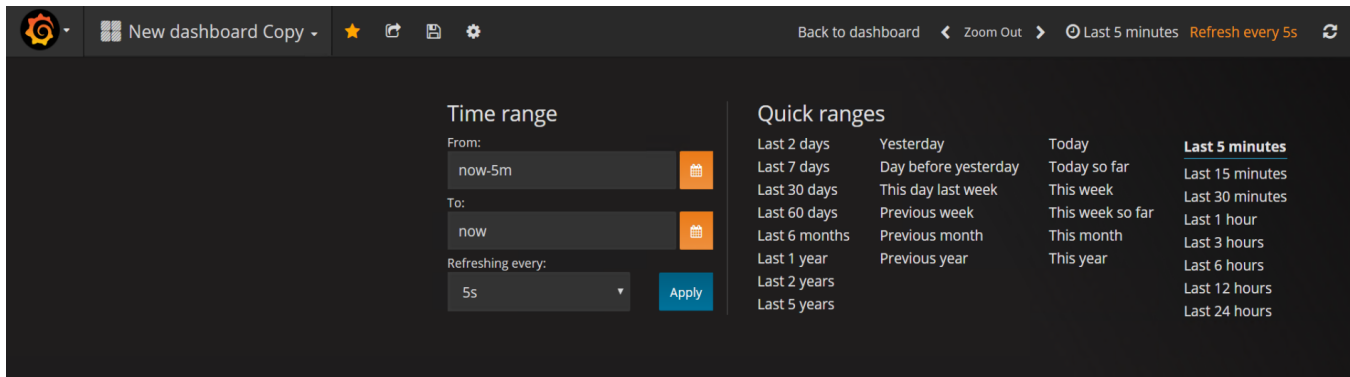 New dashboard Copy
Back to dashboard Zoom Out Last 5 minutes Refresh every 5s
Time range
From:
now-5m
To:
now
Refreshing every:
5s
Apply
Quick ranges
Last 2 days
Last 7 days
Last 30 days
Last 60 days
Last 6 months
Last 1 year
Last 2 years
Last 5 years
Yesterday
Day before yesterday
This day last week
Previous week
Previous month
Previous year
Today
Today so far
This week
This week so far
This month
This year
Last 5 minutes
Last 15 minutes
Last 30 minutes
Last 1 hour
Last 3 hours
Last 6 hours
Last 12 hours
Last 24 hours